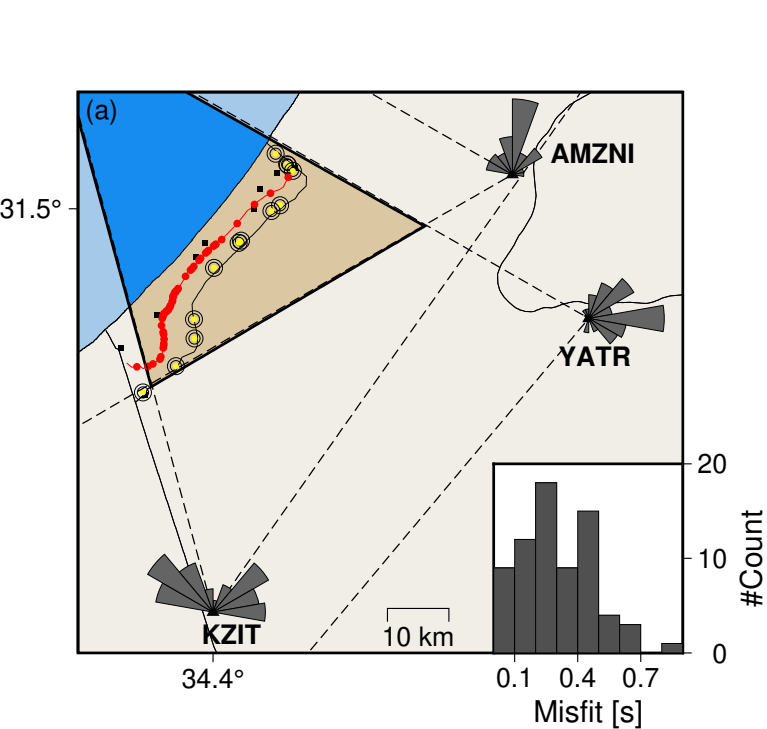 (a)
AMZNI
31.5°
YATR
20
10
0
#Count
KZIT
10 km
34.4°
0.1 0.4 0.7
Misfit [s]